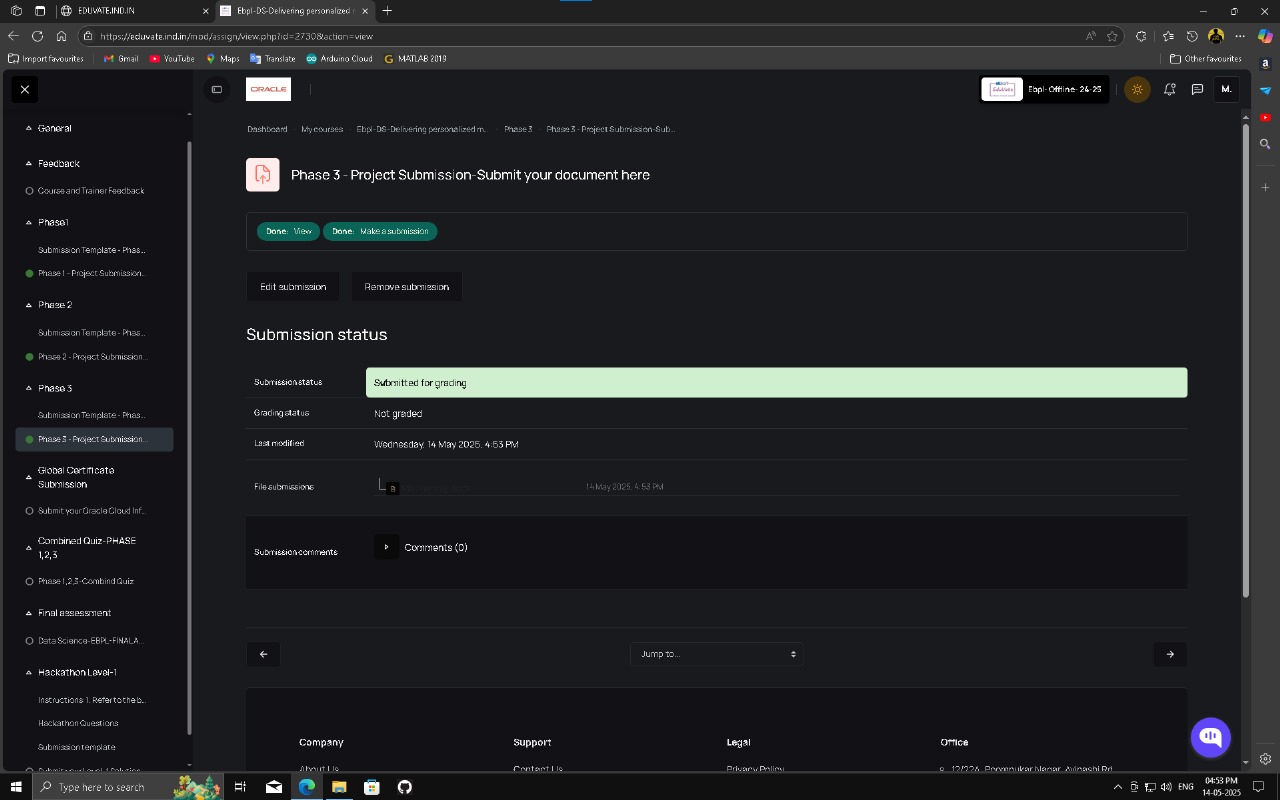 EDUVATE.IND.IN
Ebpl-DS-Delivering personalized m
https://eduvate.ind.in/mod/assign/view.php?id=27308&action=view
Import favourites
Gmail
YouTube
Maps
Translate
Arduino Cloud
MATLAB 2019
Other favourites
ORACLE
Ebpl-Offline-24-25
M.
General
Feedback
Course and Trainer Feedback
Phase1
Submission Template - Phas...
Phase 1 - Project Submission...
Phase 2
Submission Template - Phas...
Phase 2 - Project Submission...
Phase 3
Submission Template - Phas...
Phase 3 - Project Submission...
Global Certificate
Submission
Submit your Oracle Cloud Inf...
Combined Quiz-PHASE
1,2,3
Phase 1,2,3-Combind Quiz
Final assessment
Data Science-EBPL-FINAL A...
Hackathon Level-1
Instructions: 1. Refer to the b...
Hackathon Questions
Submission template
Submit your Level-1 Solution
Dashboard
My courses
Ebpl-DS-Delivering personalized m...
Phase 3
Phase 3 - Project Submission-Sub...
Phase 3 - Project Submission-Submit your document here
Done: View
Done: Make a submission
Edit submission
Remove submission
Submission status
Submission status
Submitted for grading
Grading status
Not graded
Last modified
Wednesday, 14 May 2025, 4:53 PM
File submissions
14 May 2025, 4:53 PM
Submission comments
Comments (0)
Jump to...
Company
Support
Legal
Office
About Us
Contact Us
Privacy Policy
12/22A, Poompukar Nagar, Avinashi Rd
Type here to search
ENG
04:53 PM
14-05-2025